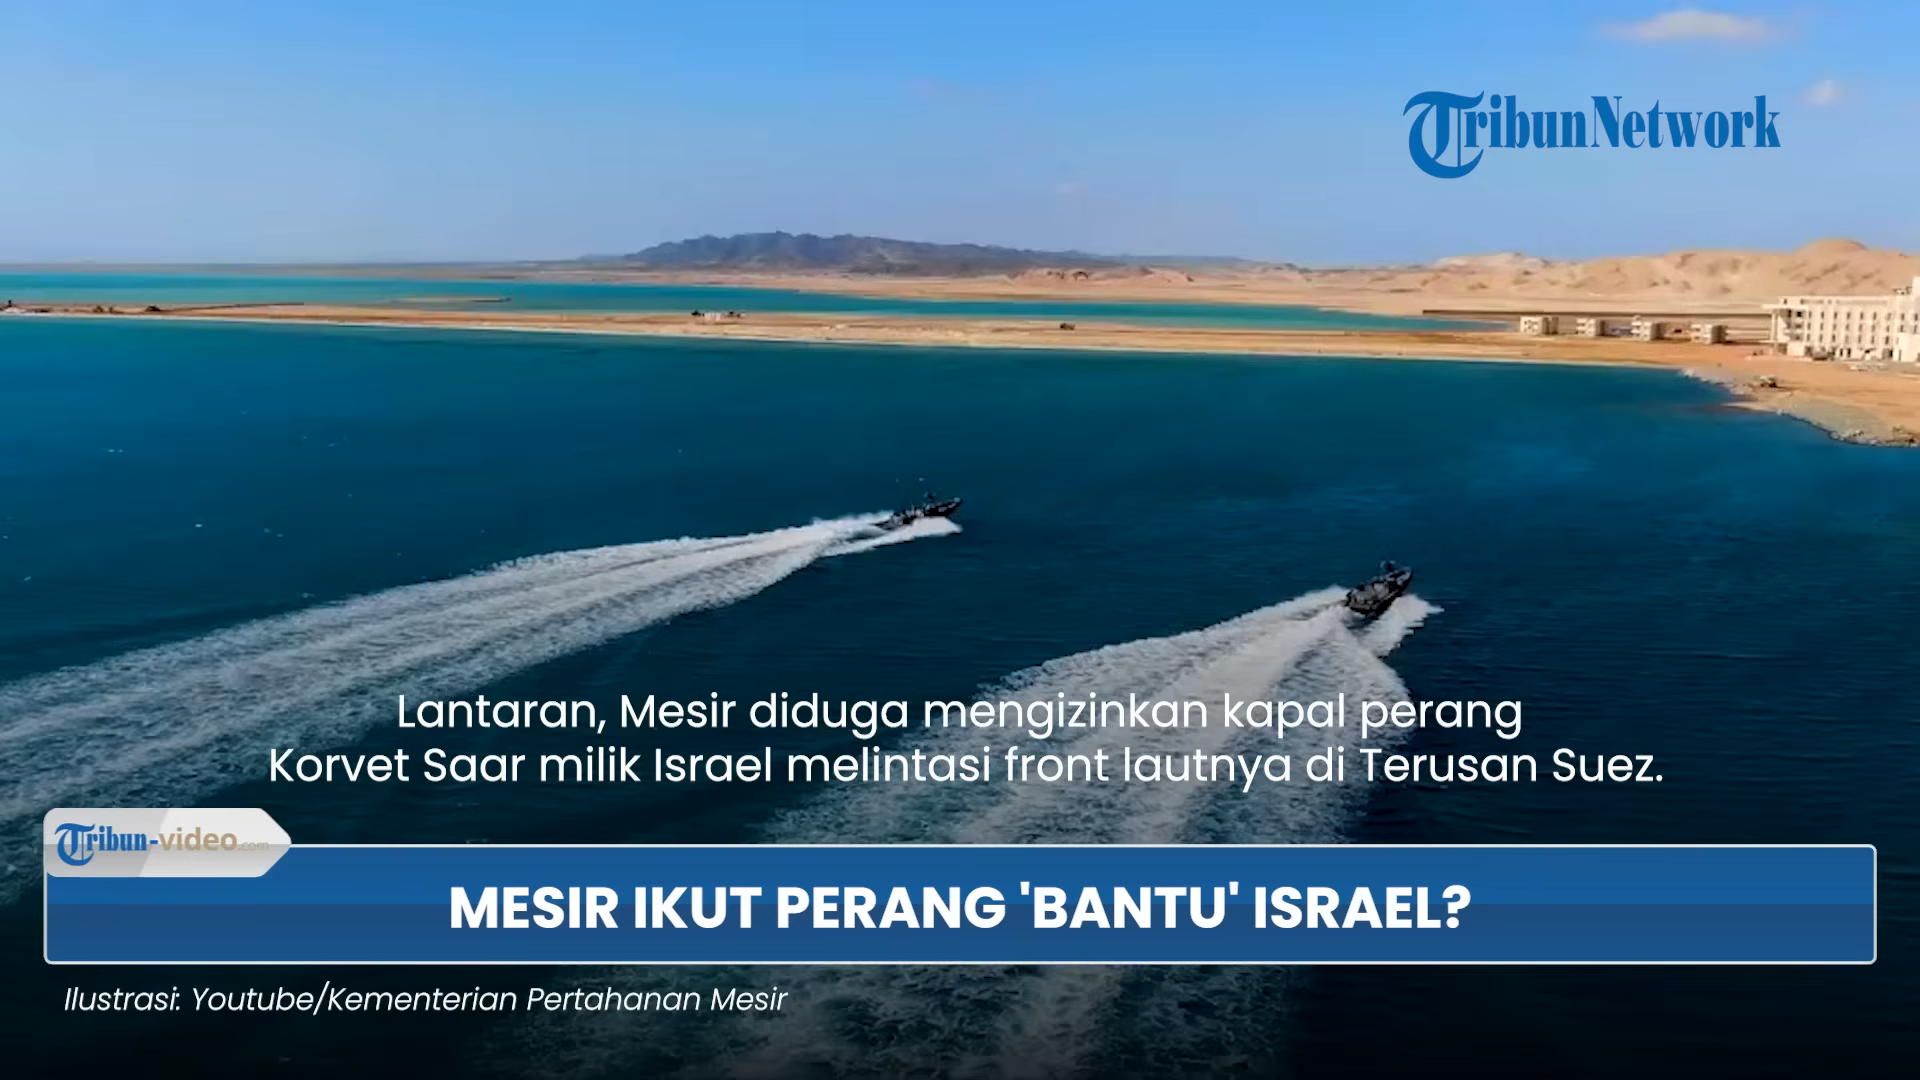 TribunNetwork
Lantaran, Mesir diduga mengizinkan kapal perang
Korvet Saar milik Israel melintasi front lautnya di Terusan Suez.
Tribun-video.com
MESIR IKUT PERANG 'BANTU' ISRAEL?
Ilustrasi: Youtube/Kementerian Pertahanan Mesir